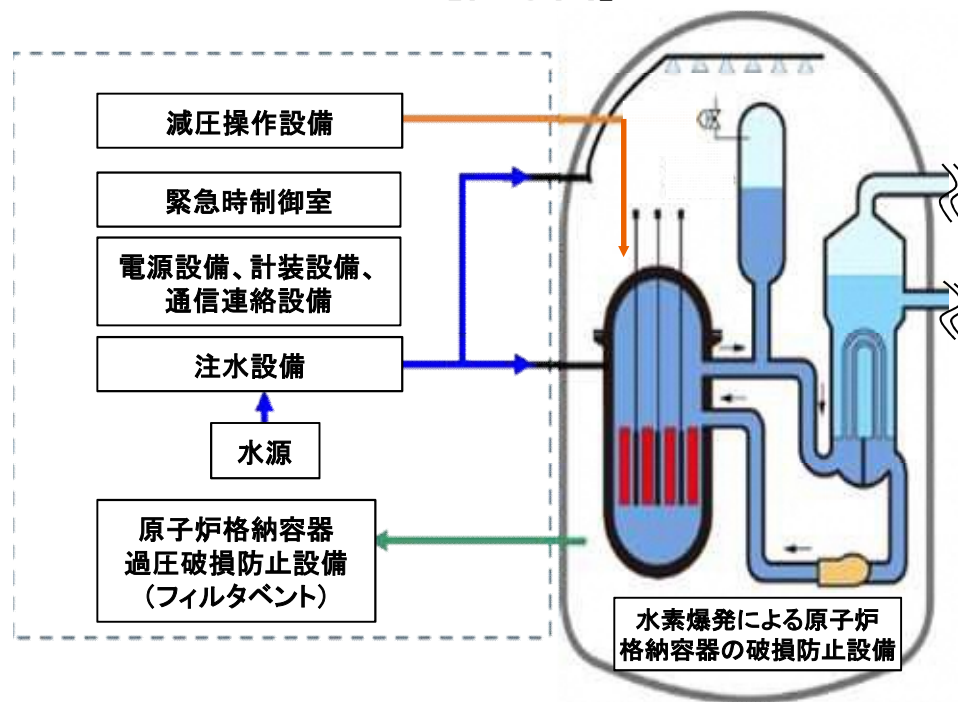 減圧操作設備
緊急時制御室
電源設備、計装設備、
通信連絡設備
注水設備
水源
原子炉格納容器
過圧破損防止設備
（フィルタベント）
水素爆発による原子炉
格納容器の破損防止設備